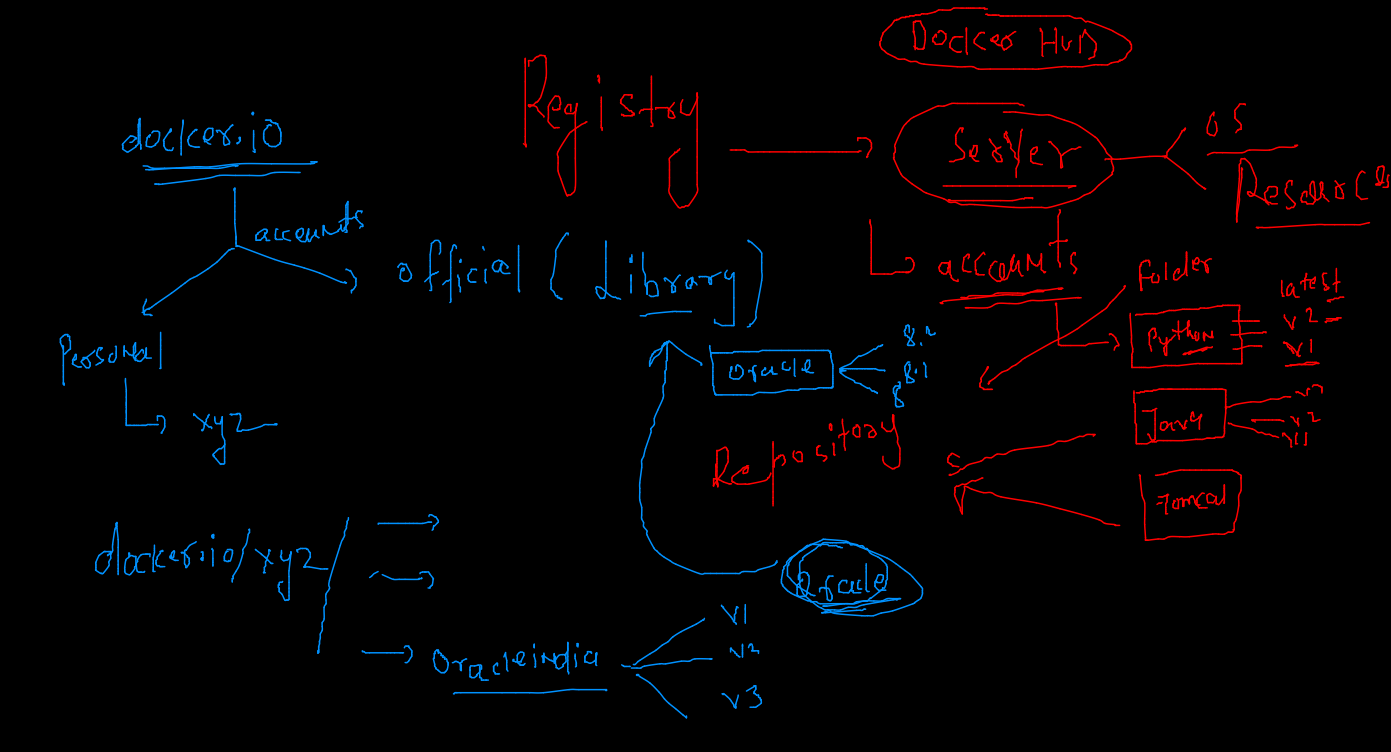 Docker Hub
Registry
Server
OS
Resources
docker.io
accounts
official (Library)
accounts
folder
latest
Python
v2
v1
Personal
xyz
Oracle
8.2
8.1
8
Repository
Java
v2
v1
Tomcat
docker.io/xyz/
Oracle
Oracleindia
v1
v2
v3